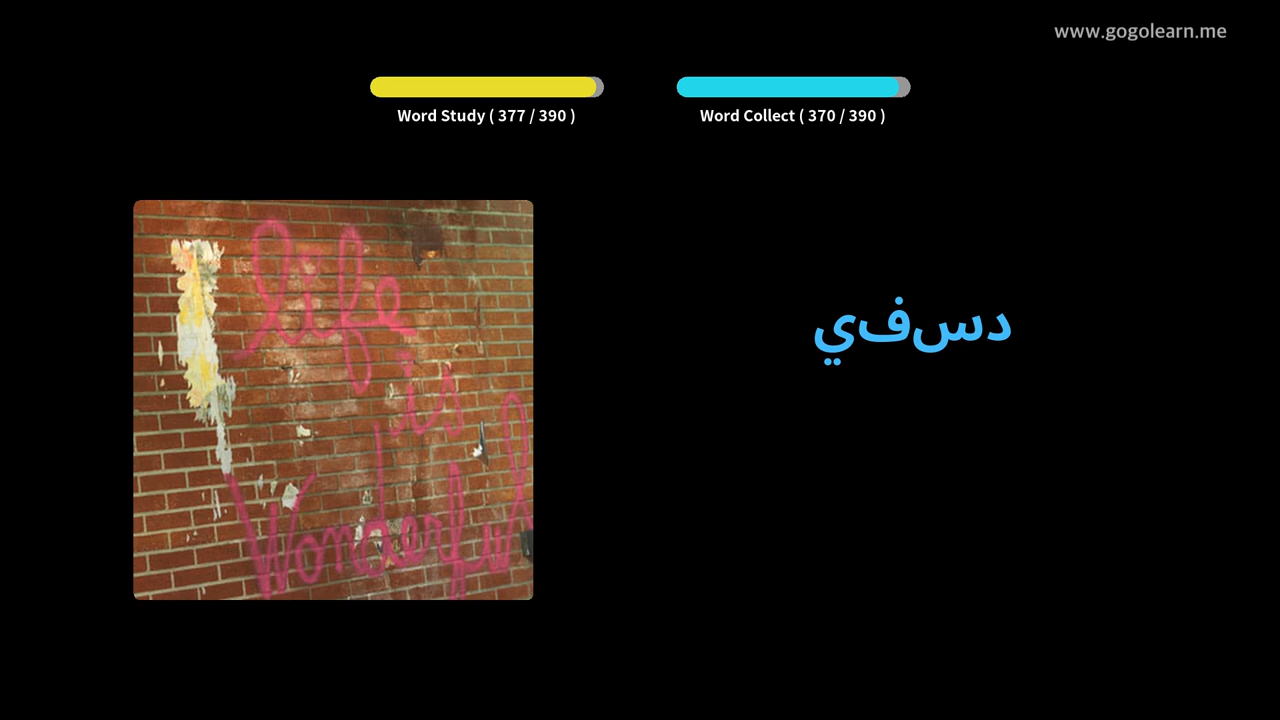 www.gogolearn.me
Word Study ( 377 / 390 )
Word Collect ( 370 / 390 )
life
is
Wonderful
دسفي